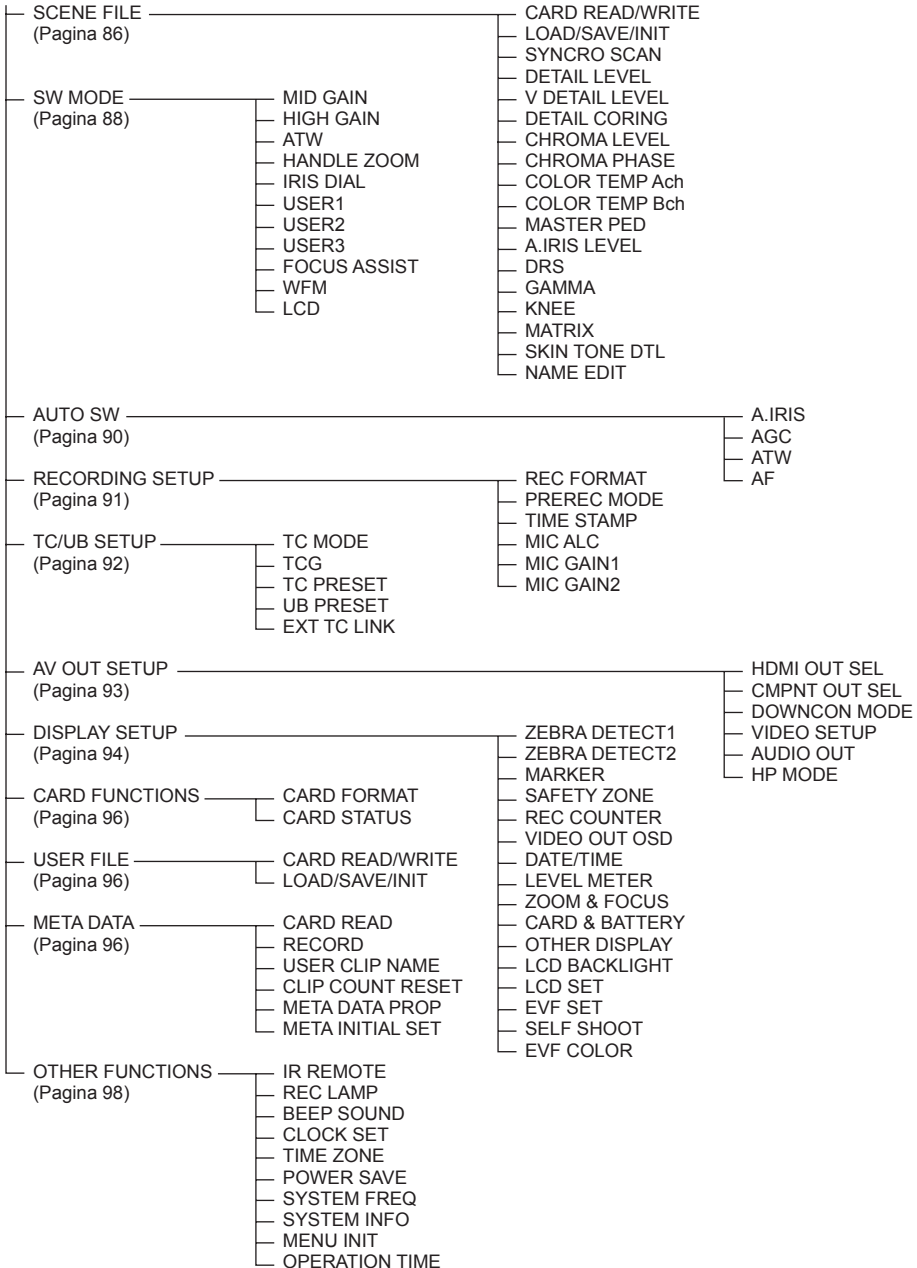 SCENE FILE
(Pagina 86)
CARD READ/WRITE
LOAD/SAVE/INIT
SYNCRO SCAN
DETAIL LEVEL
V DETAIL LEVEL
DETAIL CORING
CHROMA LEVEL
CHROMA PHASE
COLOR TEMP Ach
COLOR TEMP Bch
MASTER PED
A.IRIS LEVEL
DRS
GAMMA
KNEE
MATRIX
SKIN TONE DTL
NAME EDIT
SW MODE
(Pagina 88)
MID GAIN
HIGH GAIN
ATW
HANDLE ZOOM
IRIS DIAL
USER1
USER2
USER3
FOCUS ASSIST
WFM
LCD
AUTO SW
(Pagina 90)
A.IRIS
AGC
ATW
AF
RECORDING SETUP
(Pagina 91)
REC FORMAT
PREREC MODE
TIME STAMP
MIC ALC
MIC GAIN1
MIC GAIN2
TC/UB SETUP
(Pagina 92)
TC MODE
TCG
TC PRESET
UB PRESET
EXT TC LINK
AV OUT SETUP
(Pagina 93)
HDMI OUT SEL
CMPNT OUT SEL
DOWNCON MODE
VIDEO SETUP
AUDIO OUT
HP MODE
DISPLAY SETUP
(Pagina 94)
ZEBRA DETECT1
ZEBRA DETECT2
MARKER
SAFETY ZONE
REC COUNTER
VIDEO OUT OSD
DATE/TIME
LEVEL METER
ZOOM & FOCUS
CARD & BATTERY
OTHER DISPLAY
LCD BACKLIGHT
LCD SET
EVF SET
SELF SHOOT
EVF COLOR
CARD FUNCTIONS
(Pagina 96)
CARD FORMAT
CARD STATUS
USER FILE
(Pagina 96)
CARD READ/WRITE
LOAD/SAVE/INIT
META DATA
(Pagina 96)
CARD READ
RECORD
USER CLIP NAME
CLIP COUNT RESET
META DATA PROP
META INITIAL SET
OTHER FUNCTIONS
(Pagina 98)
IR REMOTE
REC LAMP
BEEP SOUND
CLOCK SET
TIME ZONE
POWER SAVE
SYSTEM FREQ
SYSTEM INFO
MENU INIT
OPERATION TIME